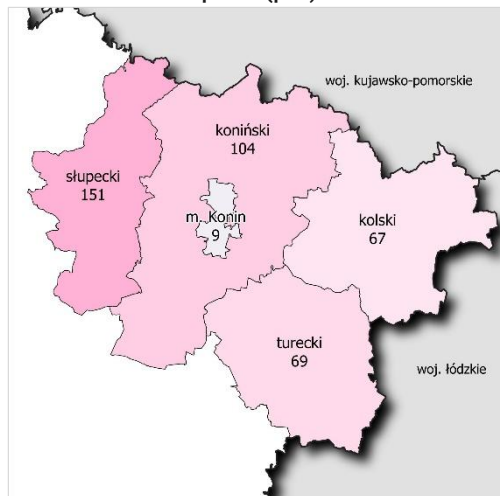 woj. kujawsko-pomorskie
koniński
104
słupecki
151
m. Konin
9
kolski
67
turecki
69
woj. łódzkie